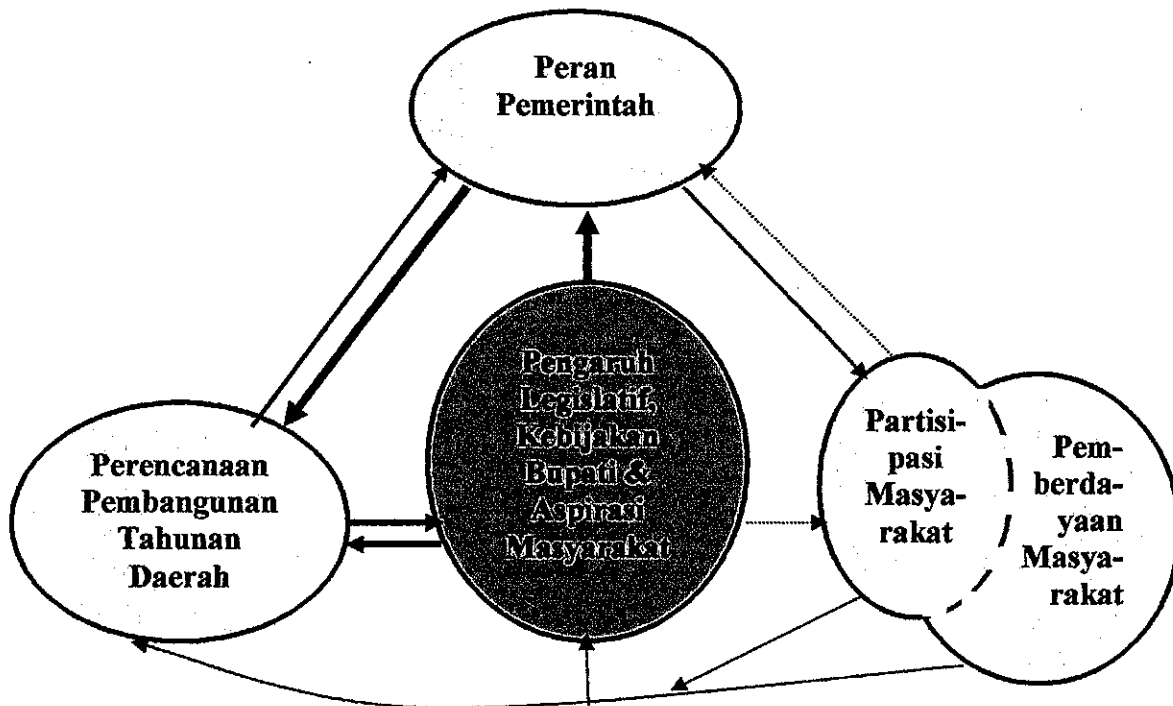 Peran
Pemerintah
Pengaruh
Legislatif,
Kebijakan
Bupati &
Aspirasi
Masyarakat
Perencanaan
Pembangunan
Tahunan
Daerah
Partisi-
pasi
Masya-
rakat
Pem-
berda-
yaan
Masya-
rakat